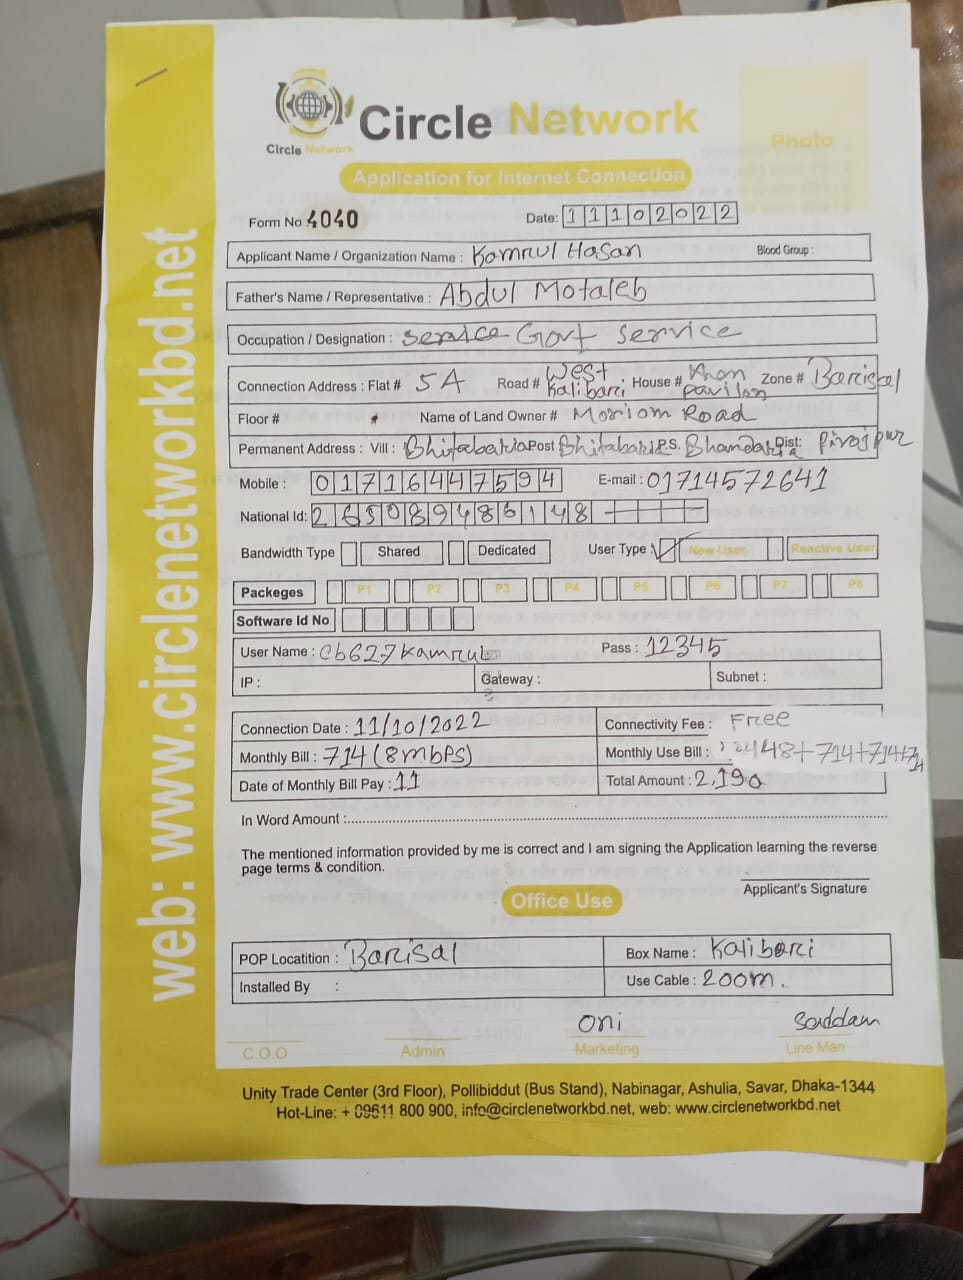 Circle Network
Circle Network
Photo
Application for Internet Connection
Form No 4040
Date: 11102022
Applicant Name / Organization Name : Kamrul Hasan Blood Group :
Father's Name / Representative : Abdul Motaleb
Occupation / Designation : service Govt service
Connection Address : Flat # 5A Road # West Kalibari House # Khan pavilon Zone # Barisal
Floor # Name of Land Owner # Moriom Road
Permanent Address : Vill : Bhitabaria Post Bhitabaria P.S. Bhandaria Dist: Pirojpur
Mobile : 01716447594 E-mail : 01714572641
National Id: 265089486148
Bandwidth Type Shared Dedicated User Type : New User Reactive User
Packeges P1 P2 P3 P4 P5 P6 P7 P8
Software Id No
User Name : cb627kamrul Pass : 12345
IP : Gateway : Subnet :
Connection Date : 11/10/2022 Connectivity Fee : Free
Monthly Bill : 714 (8mbps) Monthly Use Bill : 48+714+714+714
Date of Monthly Bill Pay : 11 Total Amount : 2,190
In Word Amount :
The mentioned information provided by me is correct and I am signing the Application learning the reverse
page terms & condition.
Applicant's Signature
Office Use
POP Locatition : Barisal Box Name : Kalibari
Installed By : Use Cable : 200m.
Oni Saddam
C.O.O Admin Marketing Line Man
Unity Trade Center (3rd Floor), Pollibiddut (Bus Stand), Nabinagar, Ashulia, Savar, Dhaka-1344
Hot-Line: + 09611 800 900, info@circlenetworkbd.net, web: www.circlenetworkbd.net
web: www.circlenetworkbd.net